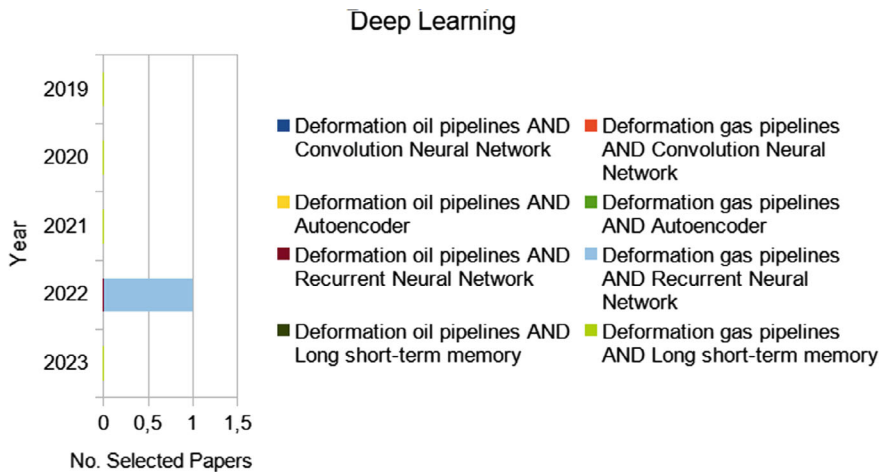 Deep Learning
Year
2019
2020
2021
2022
2023
0 0,5 1 1,5
No. Selected Papers
Deformation oil pipelines AND
Convolution Neural Network
Deformation gas pipelines
AND Convolution Neural
Network
Deformation oil pipelines AND
Autoencoder
Deformation gas pipelines
AND Autoencoder
Deformation oil pipelines AND
Recurrent Neural Network
Deformation gas pipelines
AND Recurrent Neural
Network
Deformation oil pipelines AND
Long short-term memory
Deformation gas pipelines
AND Long short-term memory